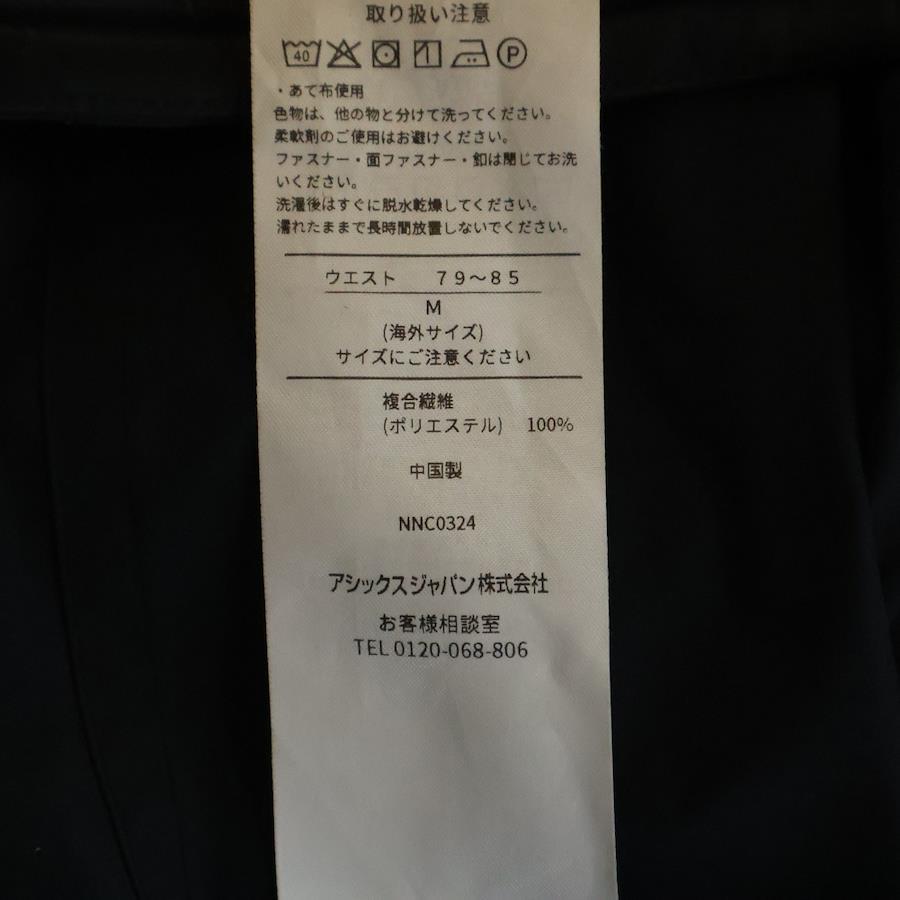 取り扱い注意
40 P
・あて布使用
色物は、他の物と分けて洗ってください。
柔軟剤のご使用はお避けください。
ファスナー・面ファスナー・釦は閉じてお洗
いください。
洗濯後はすぐに脱水乾燥してください。
濡れたままで長時間放置しないでください。
ウエスト 79～85
M
(海外サイズ)
サイズにご注意ください
複合繊維
(ポリエステル) 100%
中国製
NNC0324
アシックスジャパン株式会社
お客様相談室
TEL 0120-068-806